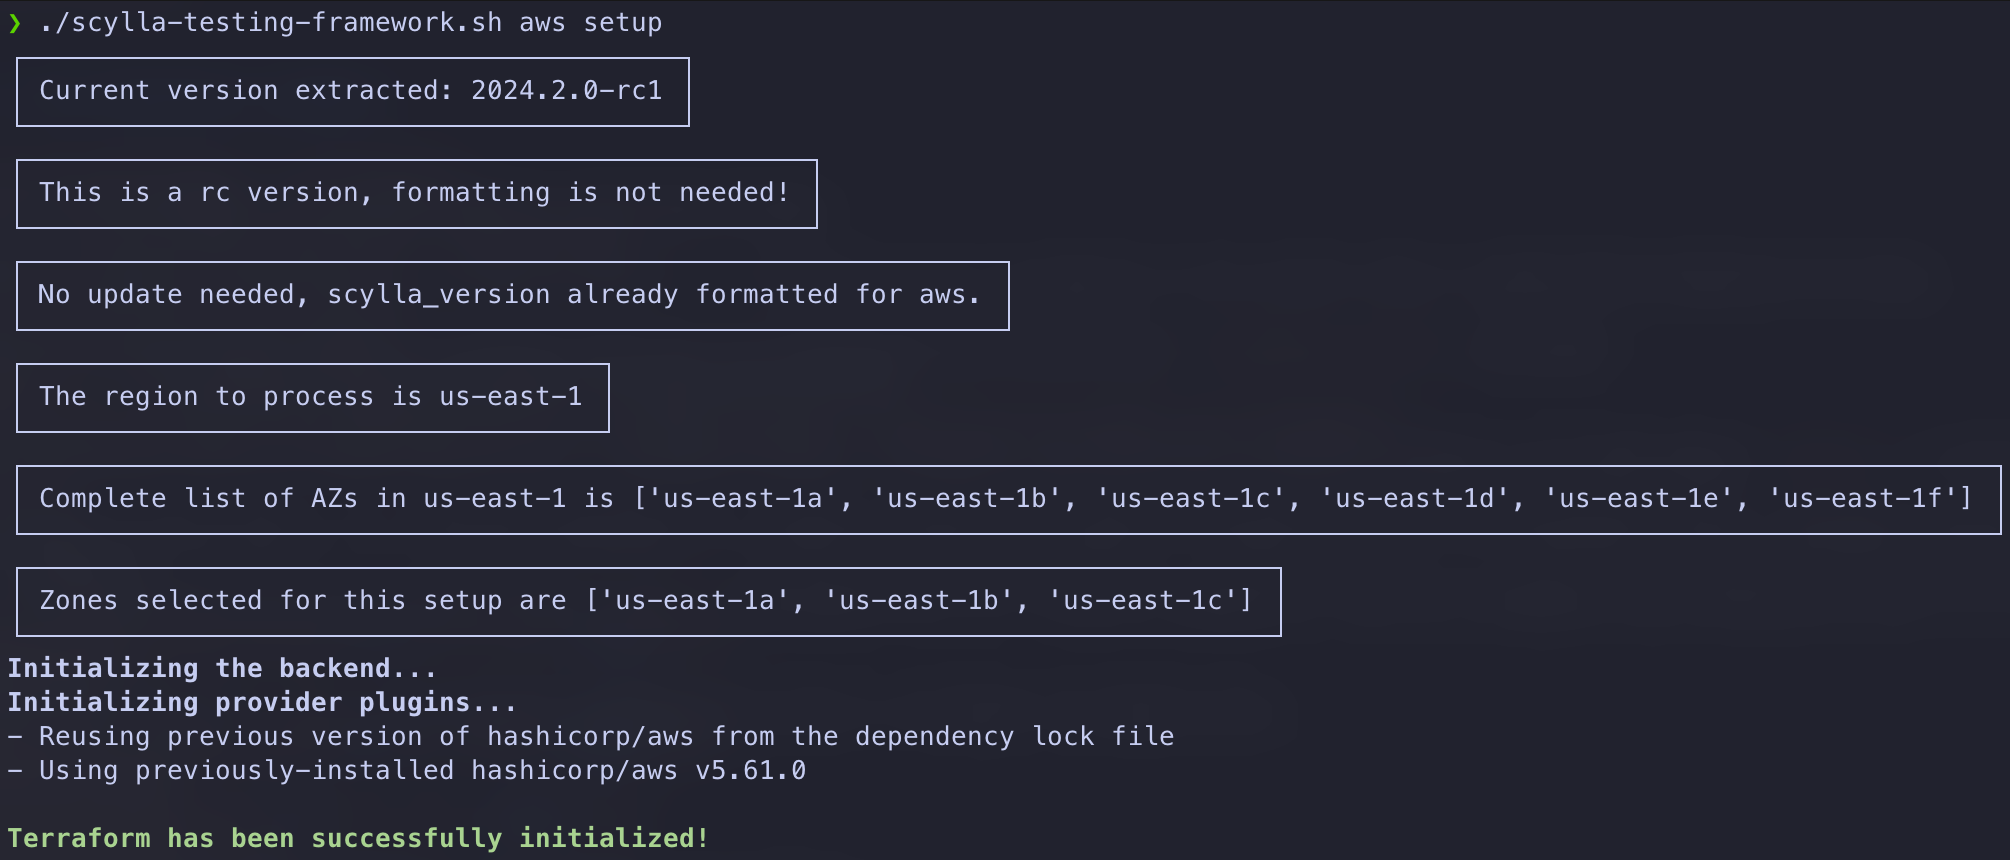 ❯ ./scylla-testing-framework.sh aws setup
Current version extracted: 2024.2.0-rc1
This is a rc version, formatting is not needed!
No update needed, scylla_version already formatted for aws.
The region to process is us-east-1
Complete list of AZs in us-east-1 is ['us-east-1a', 'us-east-1b', 'us-east-1c', 'us-east-1d', 'us-east-1e', 'us-east-1f']
Zones selected for this setup are ['us-east-1a', 'us-east-1b', 'us-east-1c']
Initializing the backend...
Initializing provider plugins...
- Reusing previous version of hashicorp/aws from the dependency lock file
- Using previously-installed hashicorp/aws v5.61.0
Terraform has been successfully initialized!